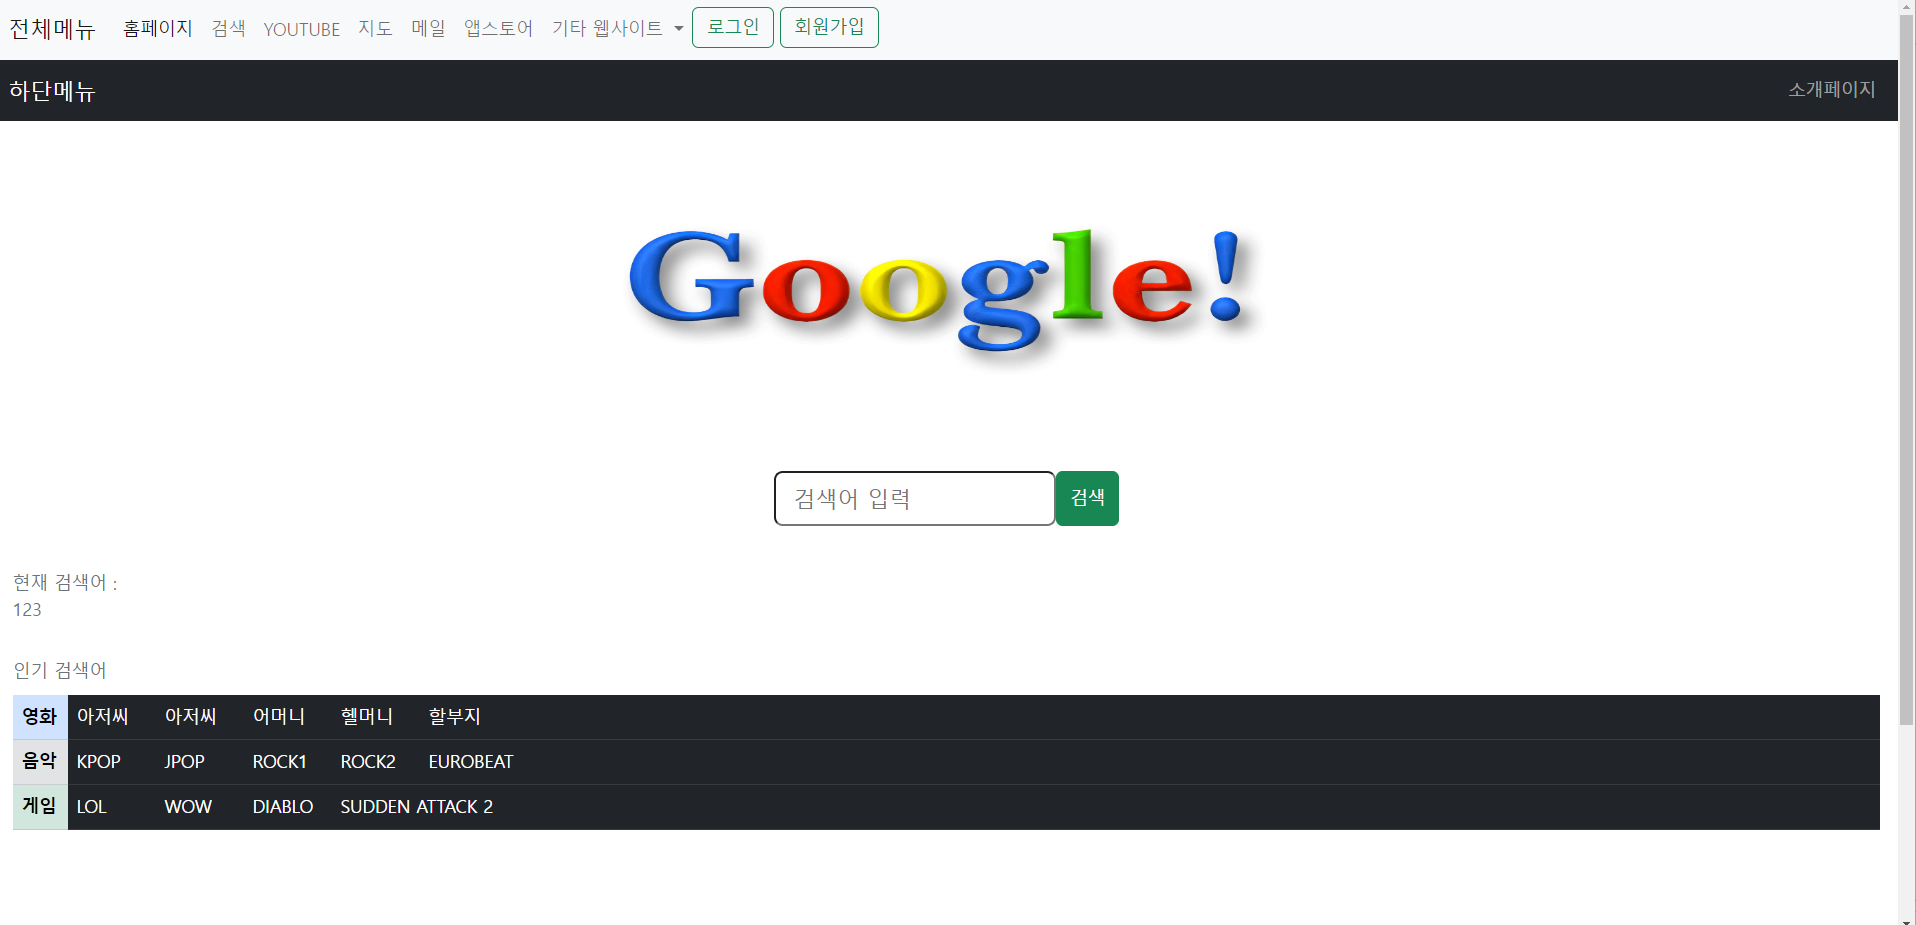 전체메뉴 홈페이지 검색 YOUTUBE 지도 메일 앱스토어 기타 웹사이트 로그인 회원가입
하단메뉴 소개페이지
Google!
검색어 입력 검색
현재 검색어 :
123
인기 검색어
영화 아저씨 아저씨 어머니 헬머니 할부지
음악 KPOP JPOP ROCK1 ROCK2 EUROBEAT
게임 LOL WOW DIABLO SUDDEN ATTACK 2